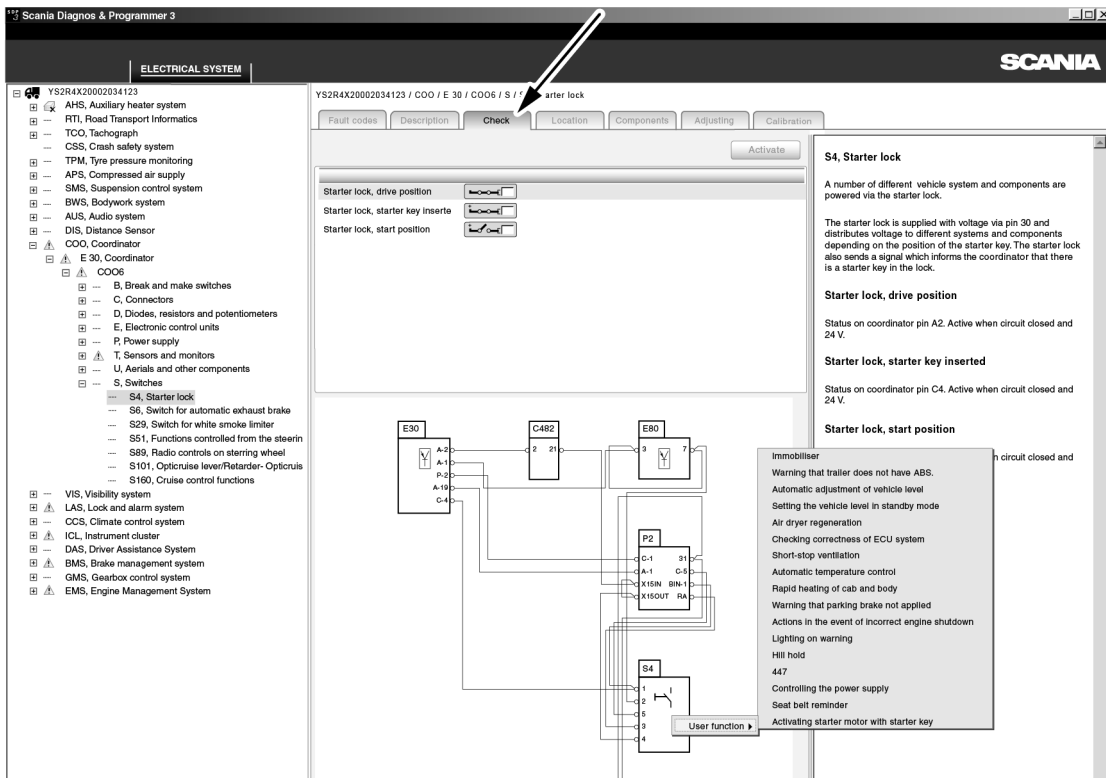 SDP
3
Scania Diagnos & Programmer 3
ELECTRICAL SYSTEM
SCANIA
YS2R4X20002034123
AHS, Auxiliary heater system
RTI, Road Transport Informatics
TCO, Tachograph
CSS, Crash safety system
TPM, Tyre pressure monitoring
APS, Compressed air supply
SMS, Suspension control system
BWS, Bodywork system
AUS, Audio system
DIS, Distance Sensor
COO, Coordinator
E 30, Coordinator
COO6
B, Break and make switches
C, Connectors
D, Diodes, resistors and potentiometers
E, Electronic control units
P, Power supply
T, Sensors and monitors
U, Aerials and other components
S, Switches
S4, Starter lock
S6, Switch for automatic exhaust brake
S29, Switch for white smoke limiter
S51, Functions controlled from the steerin
S89, Radio controls on sterring wheel
S101, Opticruise lever/Retarder- Opticruis
S160, Cruise control functions
VIS, Visibility system
LAS, Lock and alarm system
CCS, Climate control system
ICL, Instrument cluster
DAS, Driver Assistance System
BMS, Brake management system
GMS, Gearbox control system
EMS, Engine Management System
YS2R4X20002034123 / COO / E 30 / COO6 / S / arter lock
Fault codes Description Check Location Components Adjusting Calibration
Activate
Starter lock, drive position
Starter lock, starter key inserte
Starter lock, start position
S4, Starter lock
A number of different vehicle system and components are
powered via the starter lock.
The starter lock is supplied with voltage via pin 30 and
distributes voltage to different systems and components
depending on the position of the starter key. The starter lock
also sends a signal which informs the coordinator that there
is a starter key in the lock.
Starter lock, drive position
Status on coordinator pin A2. Active when circuit closed and
24 V.
Starter lock, starter key inserted
Status on coordinator pin C4. Active when circuit closed and
24 V.
Starter lock, start position
n circuit closed and
E30
A-2
A-1
P-2
A-19
C-4
C482
2 21
E80
3 7
P2
C-1 31
A-1 C-5
X15IN BIN-1
X15OUT RA
S4
1
2
5
3
4
User function
Immobiliser
Warning that trailer does not have ABS.
Automatic adjustment of vehicle level
Setting the vehicle level in standby mode
Air dryer regeneration
Checking correctness of ECU system
Short-stop ventilation
Automatic temperature control
Rapid heating of cab and body
Warning that parking brake not applied
Actions in the event of incorrect engine shutdown
Lighting on warning
Hill hold
447
Controlling the power supply
Seat belt reminder
Activating starter motor with starter key